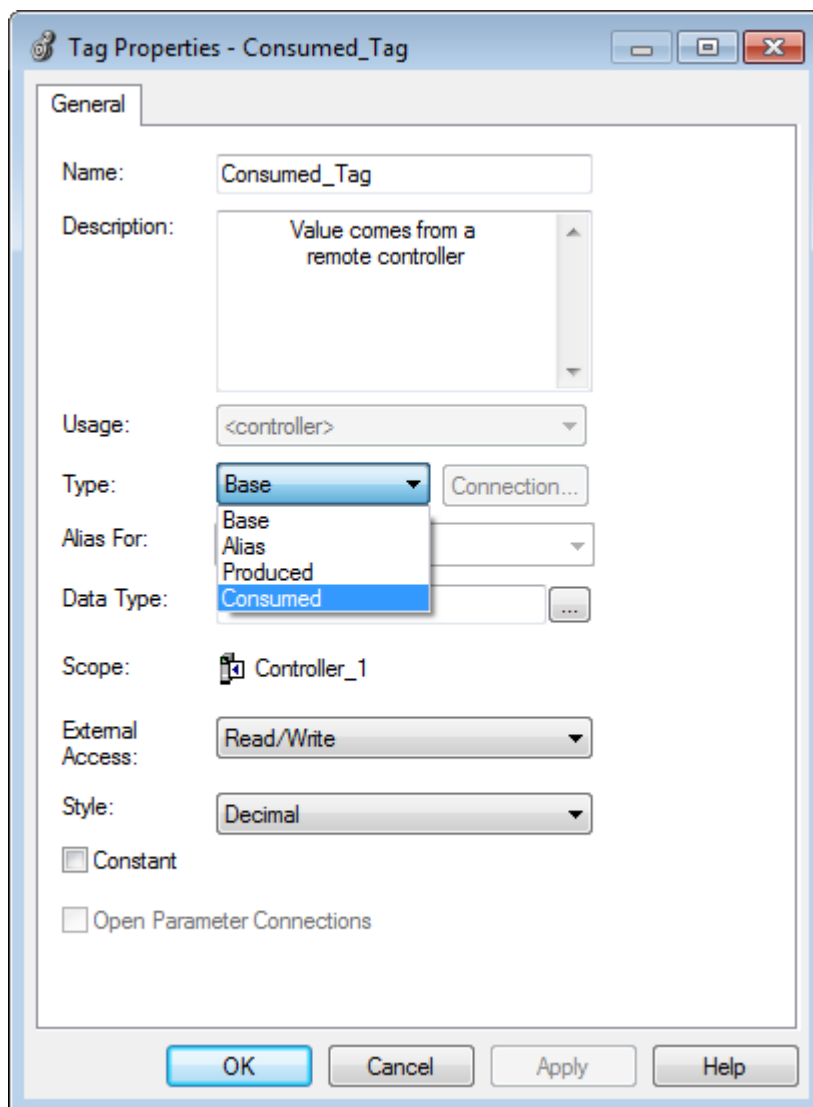 Tag Properties - Consumed_Tag
General
Name: Consumed_Tag
Description: Value comes from a
remote controller
Usage: <controller>
Type: Base Connection...
Base
Alias For: Alias
Produced
Data Type: Consumed ...
Scope: Controller_1
External
Access: Read/Write
Style: Decimal
Constant
Open Parameter Connections
OK Cancel Apply Help